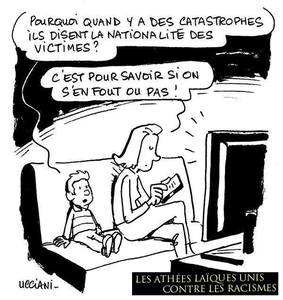 POURQUOI QUAND Y A DES CATASTROPHES
ILS DISENT LA NATIONALITÉ DES
VICTIMES ?
C'EST POUR SAVOIR SI ON
S'EN FOUT OU PAS !
UCCIANI_
LES ATHÉES LAÏQUES UNIS
CONTRE LES RACISMES